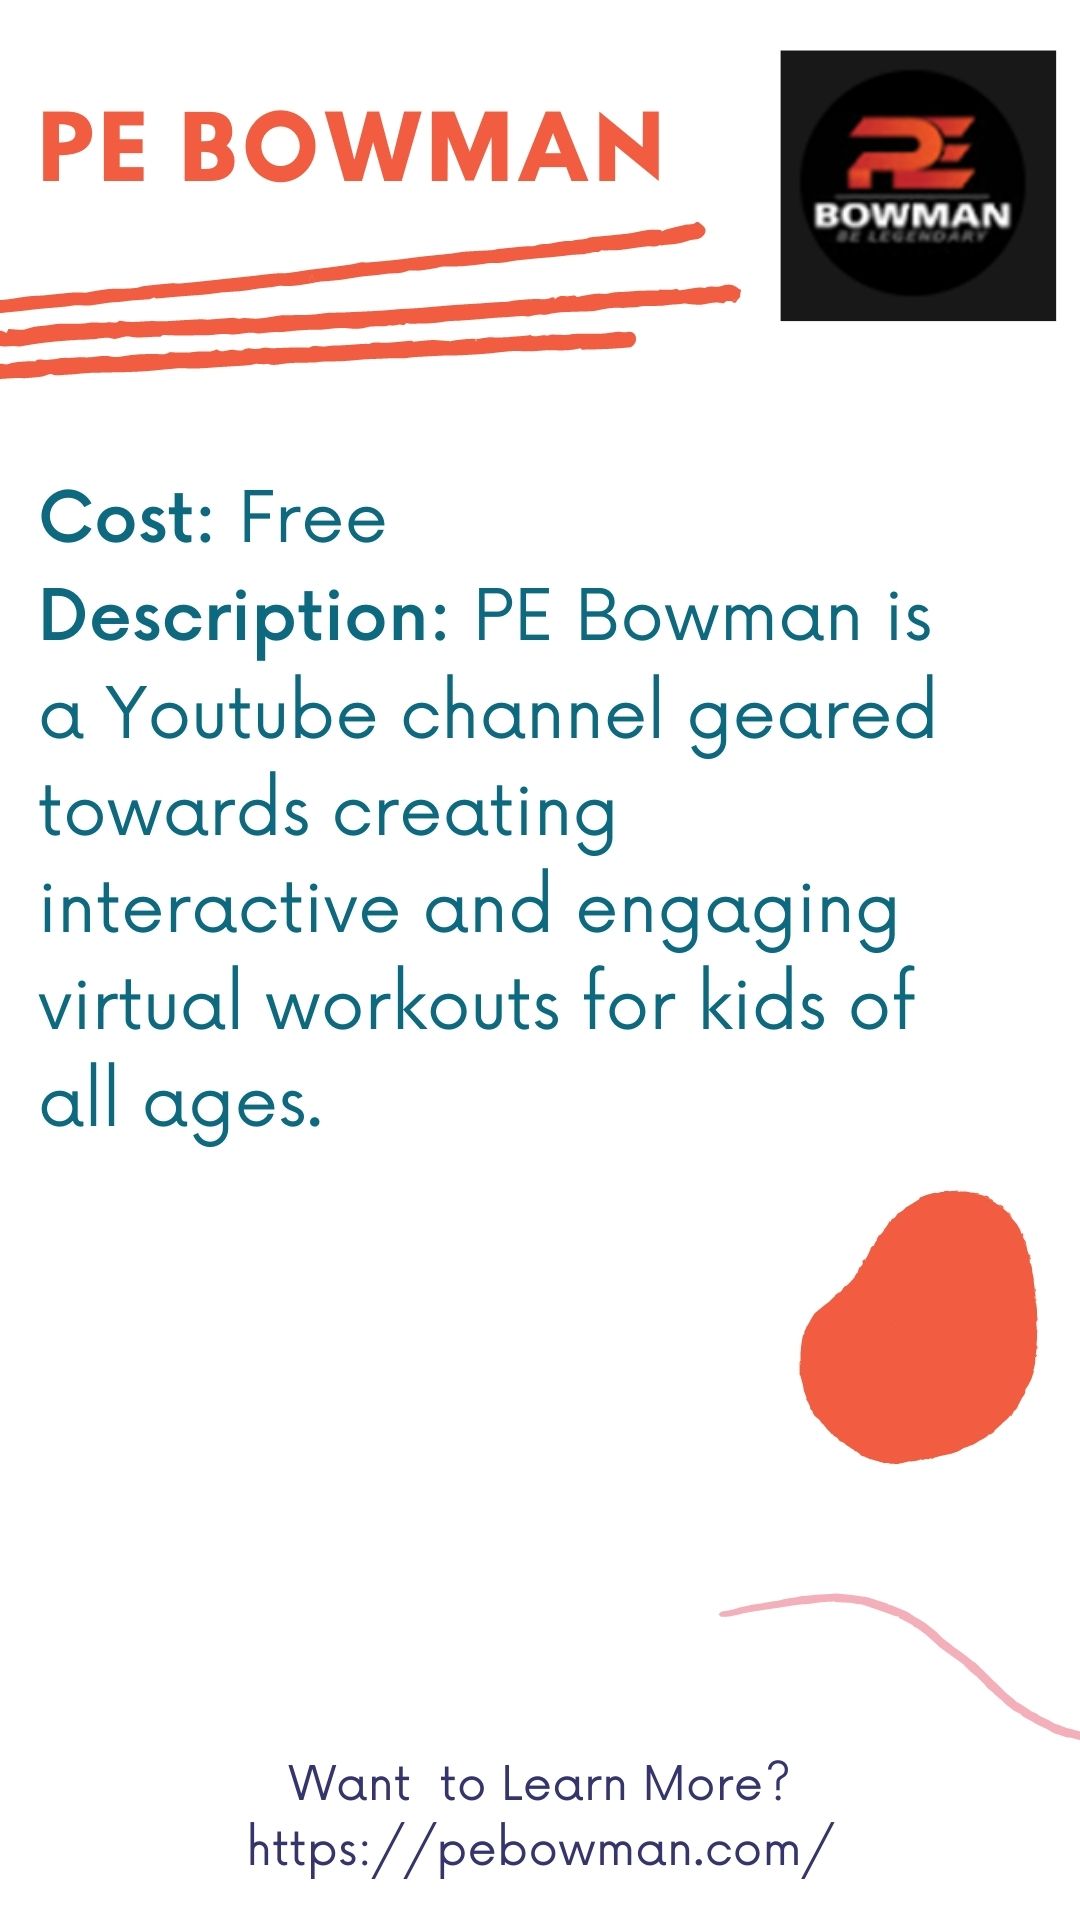 PE BOWMAN
PE
BOWMAN
BE LEGENDARY
Cost: Free
Description: PE Bowman is
a Youtube channel geared
towards creating
interactive and engaging
virtual workouts for kids of
all ages.
Want  to Learn More?
https://pebowman.com/